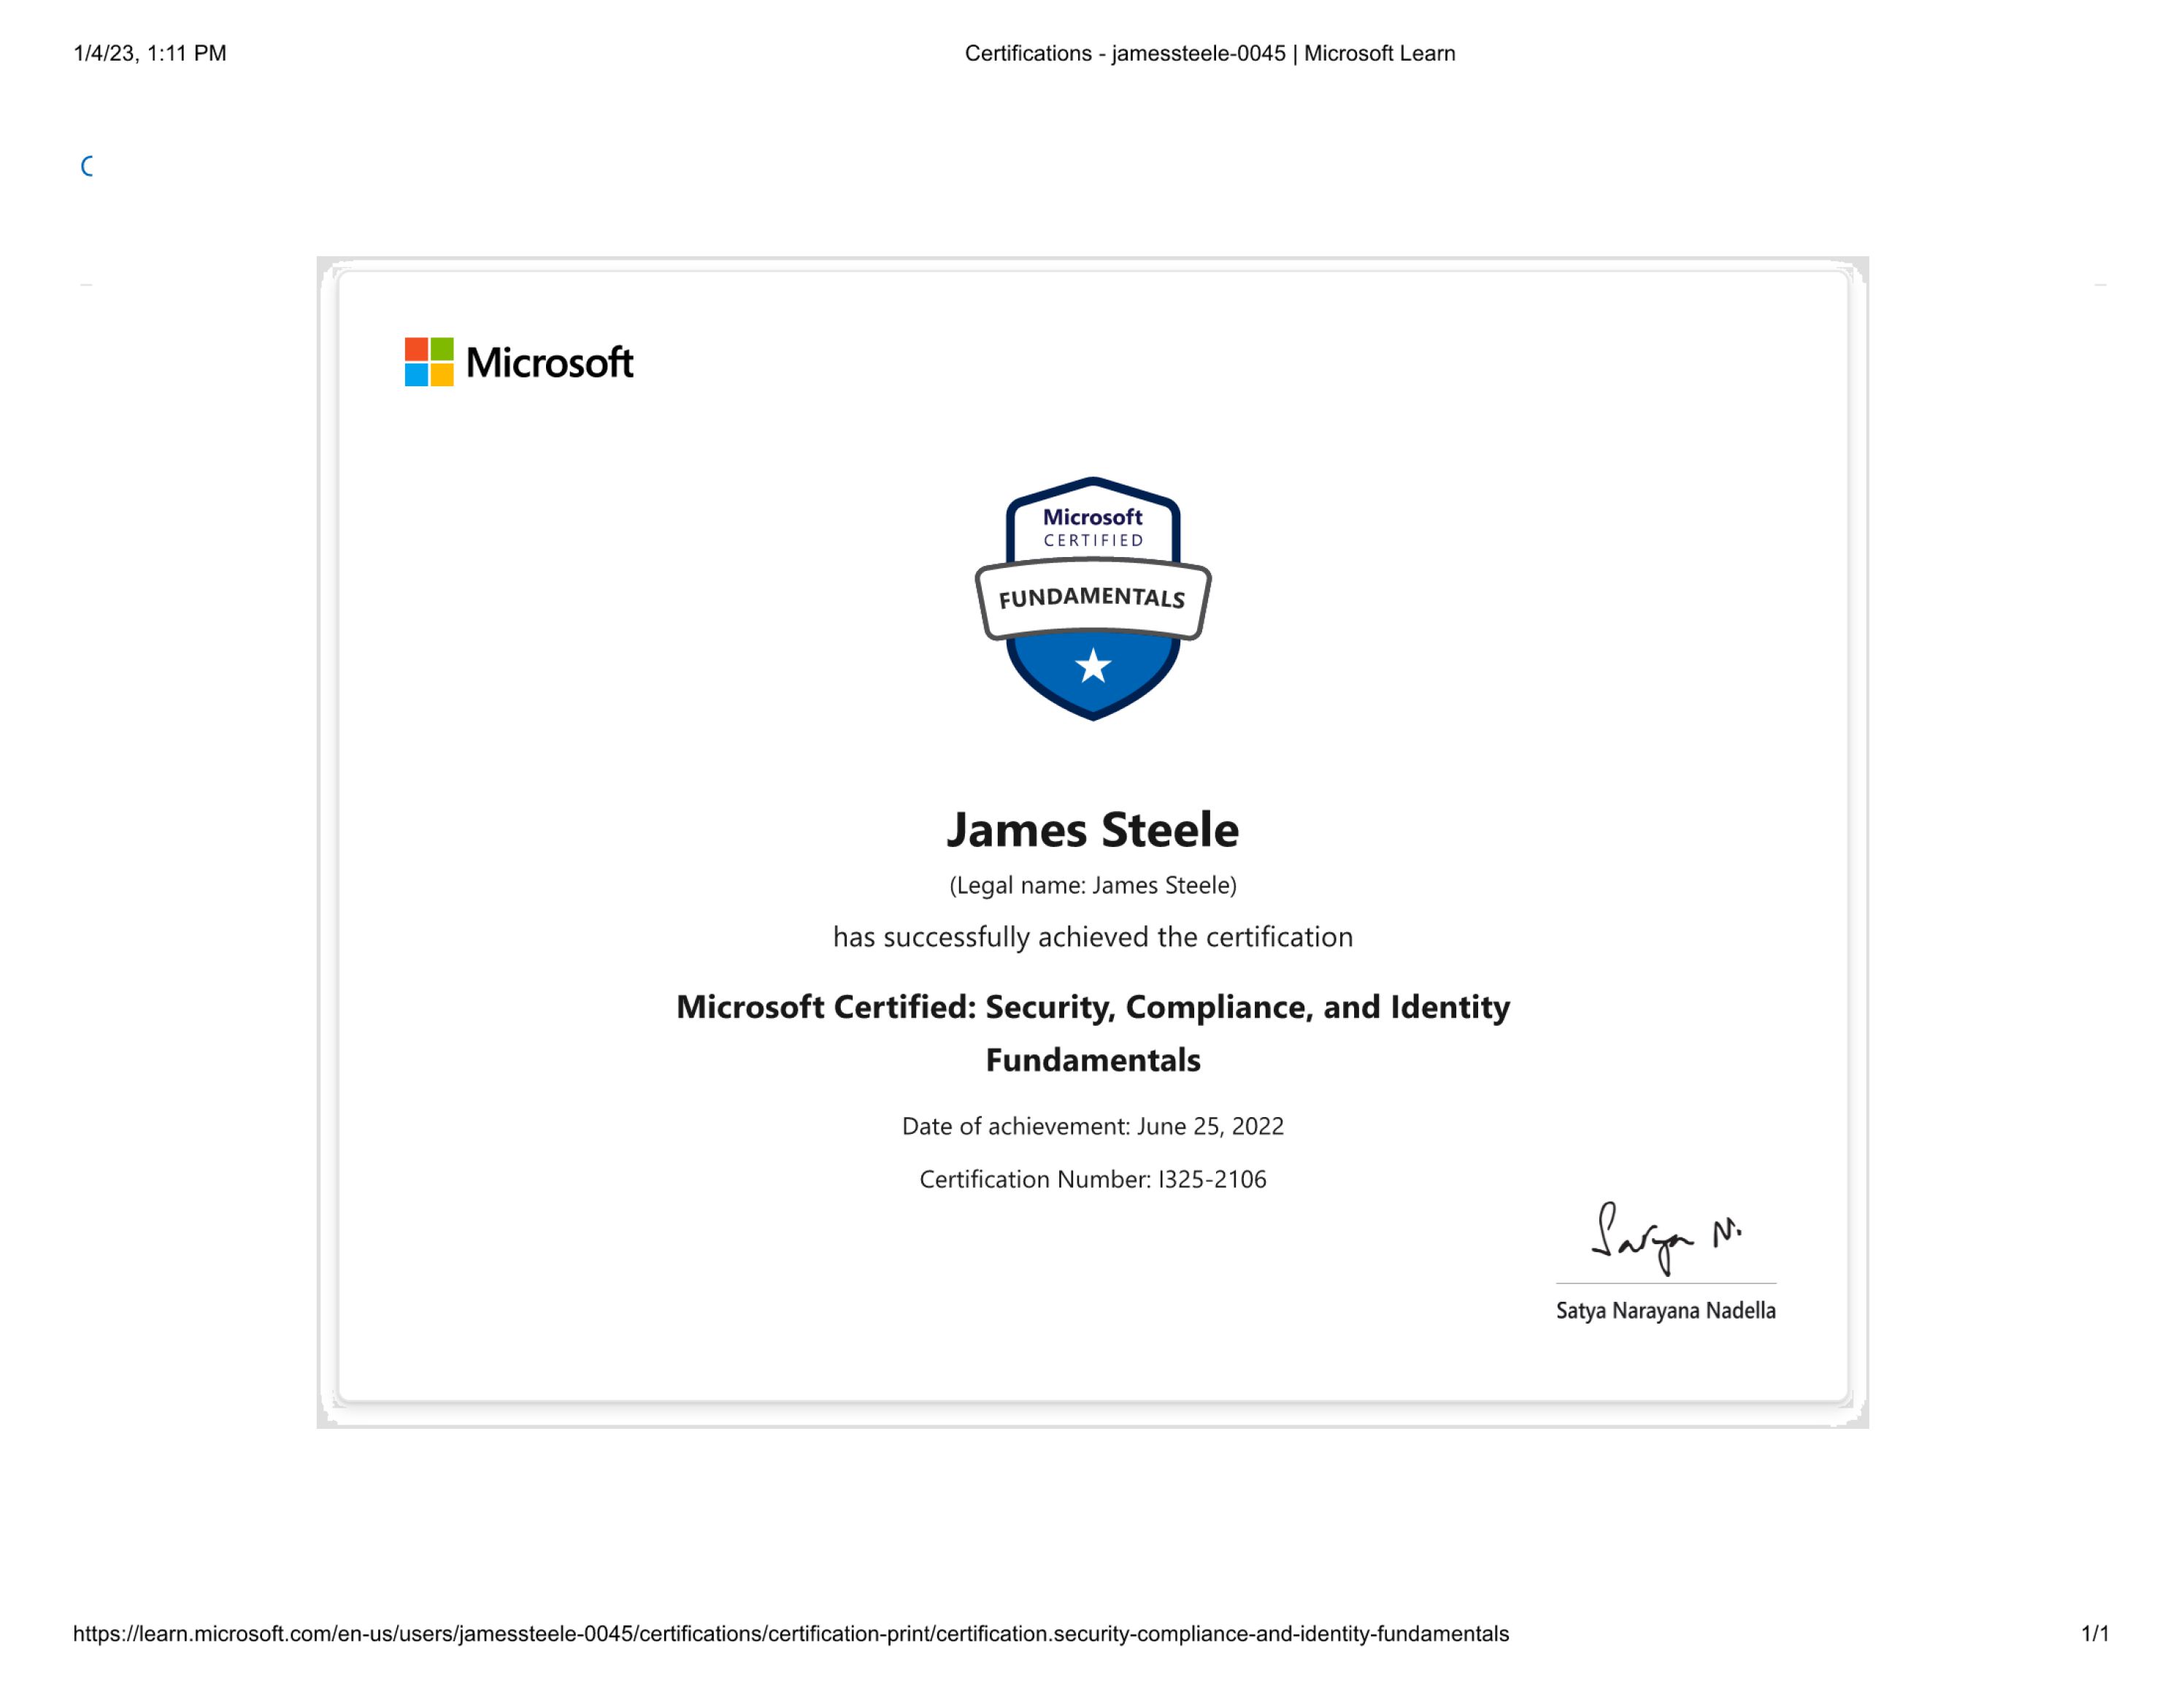 1/4/23, 1:11 PM
Certifications - jamessteele-0045 | Microsoft Learn
Microsoft
Microsoft
CERTIFIED
FUNDAMENTALS
James Steele
(Legal name: James Steele)
has successfully achieved the certification
Microsoft Certified: Security, Compliance, and Identity
Fundamentals
Date of achievement: June 25, 2022
Certification Number: I325-2106
Satya N.
Satya Narayana Nadella
https://learn.microsoft.com/en-us/users/jamessteele-0045/certifications/certification-print/certification.security-compliance-and-identity-fundamentals
1/1